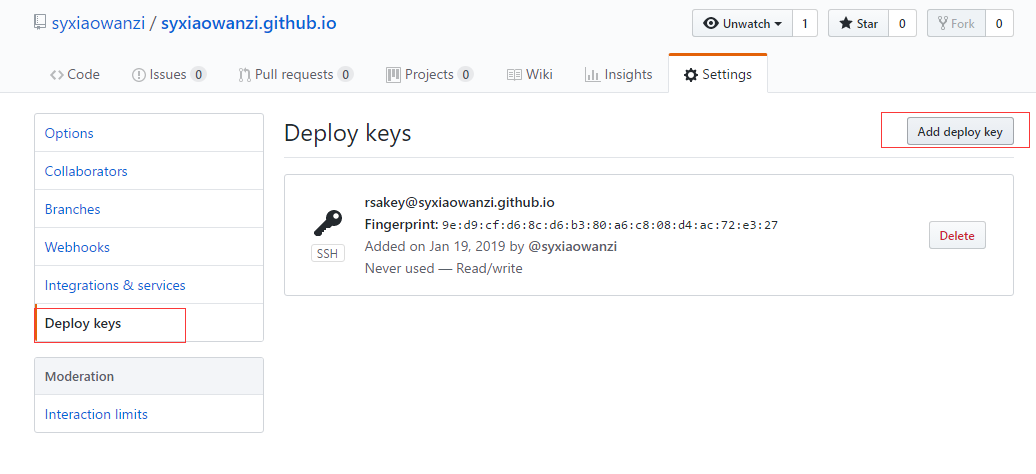 syxiaowanzi / syxiaowanzi.github.io
Unwatch 1 Star 0 Fork 0
Code Issues 0 Pull requests 0 Projects 0 Wiki Insights Settings
Options
Collaborators
Branches
Webhooks
Integrations & services
Deploy keys
Moderation
Interaction limits
Deploy keys
Add deploy key
SSH
rsakey@syxiaowanzi.github.io
Fingerprint: 9e:d9:cf:d6:8c:d6:b3:80:a6:c8:08:d4:ac:72:e3:27
Added on Jan 19, 2019 by @syxiaowanzi
Never used — Read/write
Delete